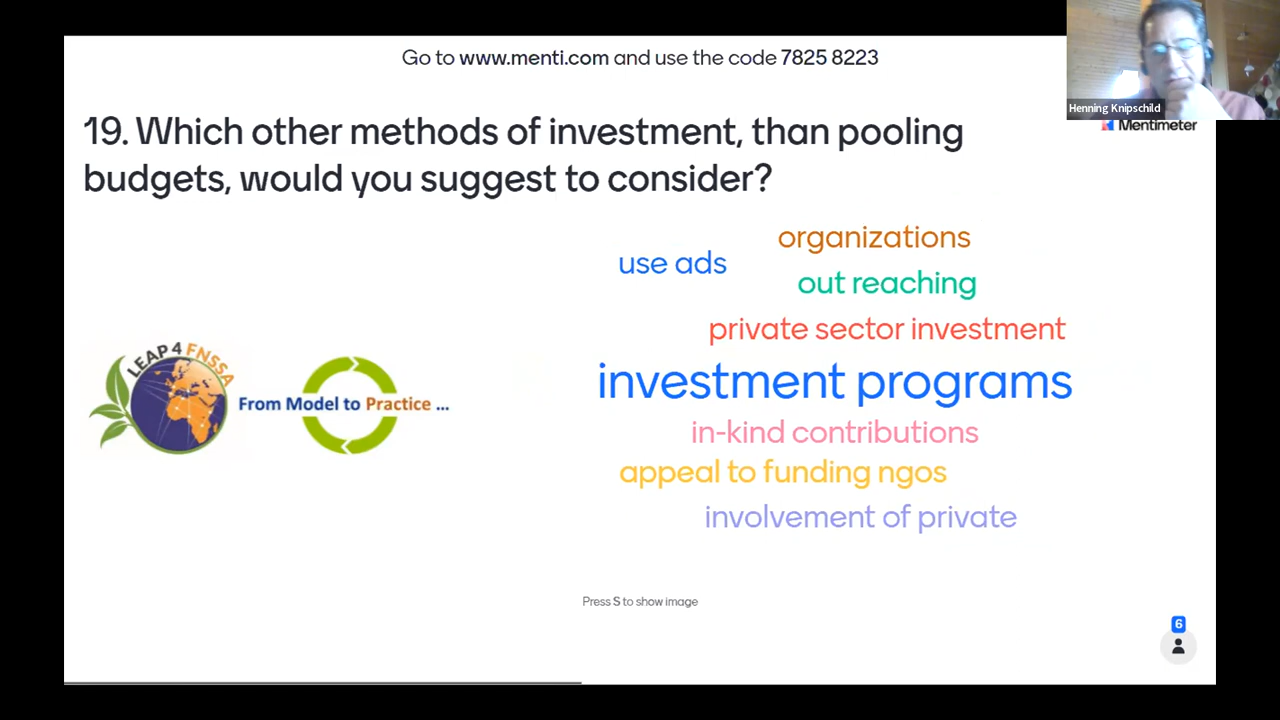 Go to www.menti.com and use the code 7825 8223
Henning Knipschild
Mentimeter
19. Which other methods of investment, than pooling
budgets, would you suggest to consider?
organizations
use ads
out reaching
private sector investment
investment programs
in-kind contributions
appeal to funding ngos
involvement of private
LEAP 4 FNSSA
From Model to Practice ...
Press S to show image
6